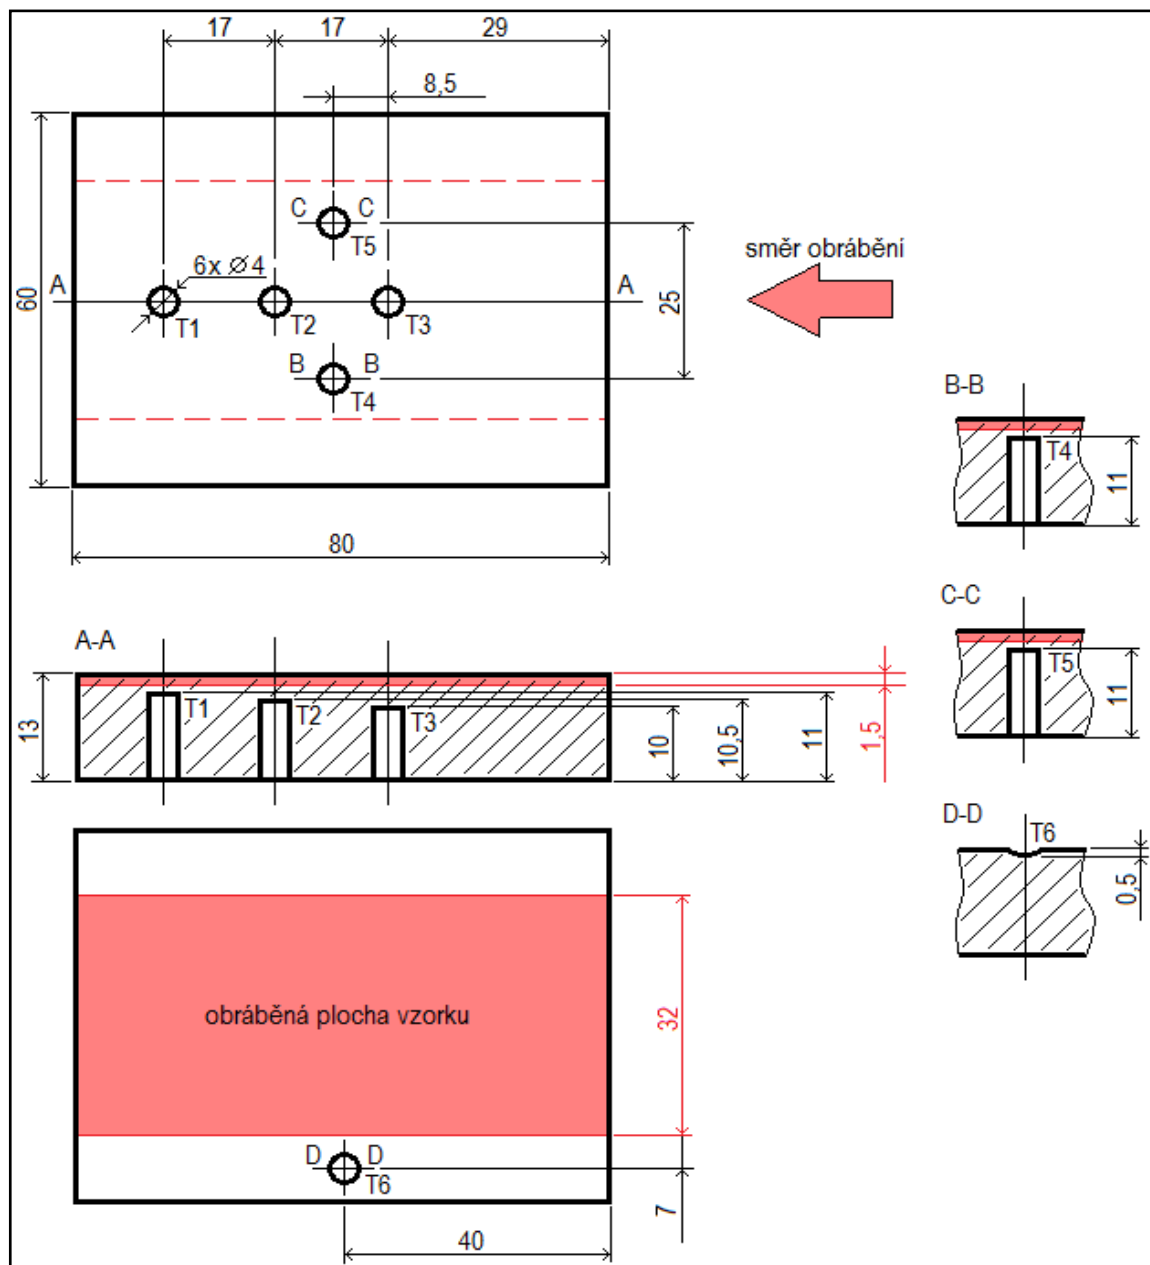 17 17 29
8,5
C C
T5
směr obrábění
6x Ø4
A A
60
T1 T2 T3
25
B B
T4
80
B-B
T4
11
C-C
T5
11
A-A
T1 T2 T3
13
10
10,5
11
1,5
D-D
T6
0,5
obráběná plocha vzorku
32
D D
T6
7
40